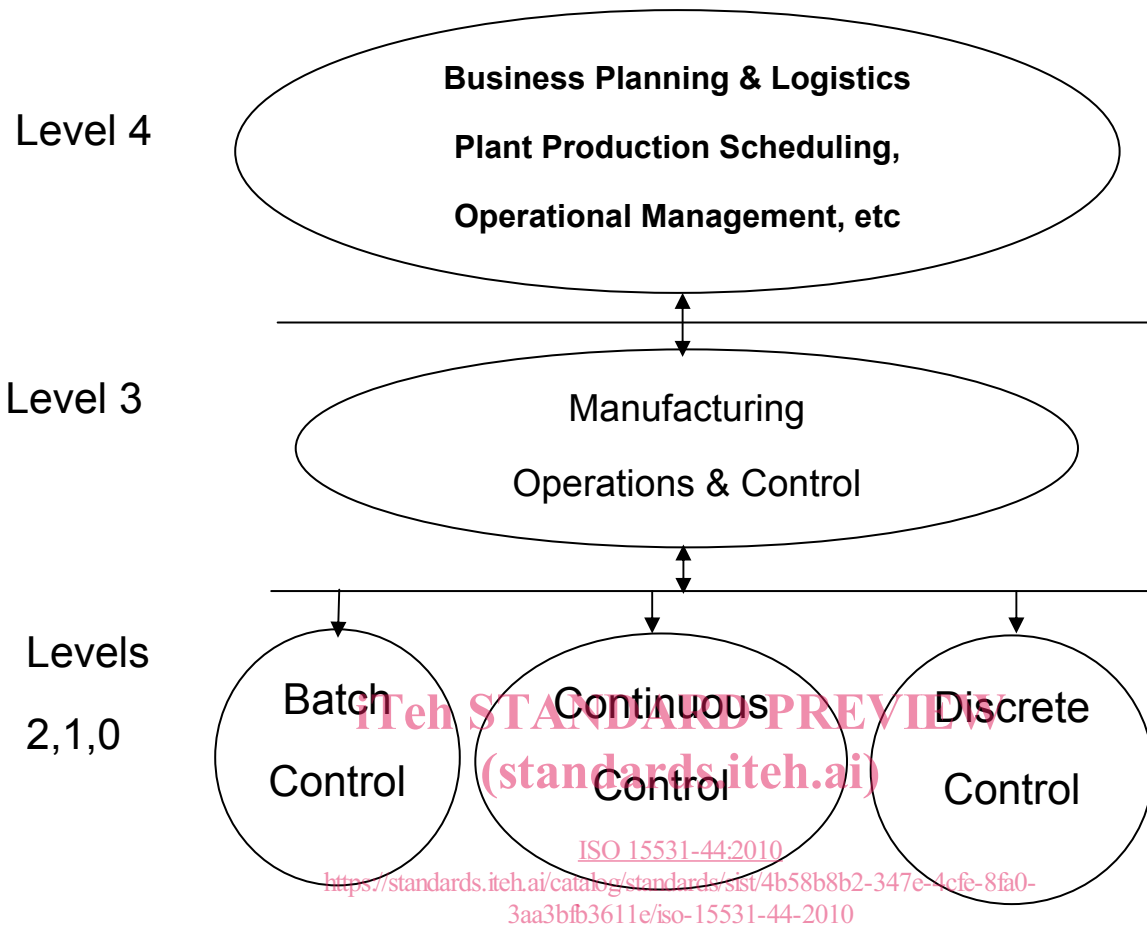 Business Planning & Logistics
Level 4
Plant Production Scheduling,
Operational Management, etc
Level 3
Manufacturing
Operations & Control
Levels
2,1,0
Batch
Control
Continuous
Control
Discrete
Control
iTeh STANDARD PREVIEW
(standards.iteh.ai)
ISO 15531-44:2010
https://standards.iteh.ai/catalog/standards/sist/4b58b8b2-347e-4cfe-8fa0-
3aa3bfb3611e/iso-15531-44-2010